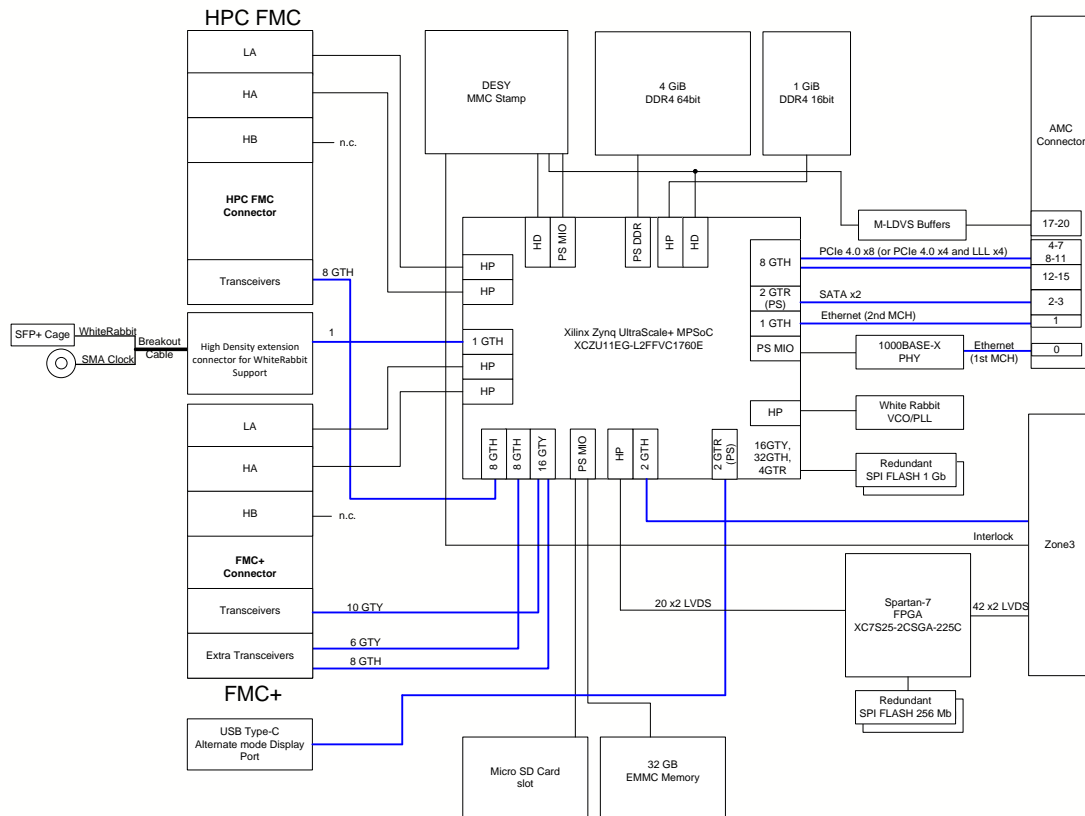 HPC FMC
LA
HA
HB
n.c.
HPC FMC
Connector
Transceivers
8 GTH
SFP+ Cage
WhiteRabbit
SMA Clock
Breakout
Cable
High Density extension
connector for WhiteRabbit
Support
1
LA
HA
HB
n.c.
FMC+
Connector
Transceivers
10 GTY
Extra Transceivers
6 GTY
8 GTH
FMC+
USB Type-C
Alternate mode Display
Port
DESY
MMC Stamp
4 GiB
DDR4 64bit
1 GiB
DDR4 16bit
HD
PS MIO
PS DDR
HP
HD
HP
HP
1 GTH
HP
HP
Xilinx Zynq UltraScale+ MPSoC
XCZU11EG-L2FFVC1760E
8 GTH
2 GTR
(PS)
1 GTH
PS MIO
HP
16GTY,
32GTH,
4GTR
8 GTH
8 GTH
16 GTY
PS MIO
HP
2 GTH
2 GTR
(PS)
M-LDVS Buffers
PCIe 4.0 x8 (or PCIe 4.0 x4 and LLL x4)
SATA x2
Ethernet (2nd MCH)
1000BASE-X
PHY
Ethernet
(1st MCH)
White Rabbit
VCO/PLL
Redundant
SPI FLASH 1 Gb
AMC
Connector
17-20
4-7
8-11
12-15
2-3
1
0
Interlock
Zone3
20 x2 LVDS
Spartan-7
FPGA
XC7S25-2CSGA-225C
42 x2 LVDS
Redundant
SPI FLASH 256 Mb
Micro SD Card
slot
32 GB
EMMC Memory